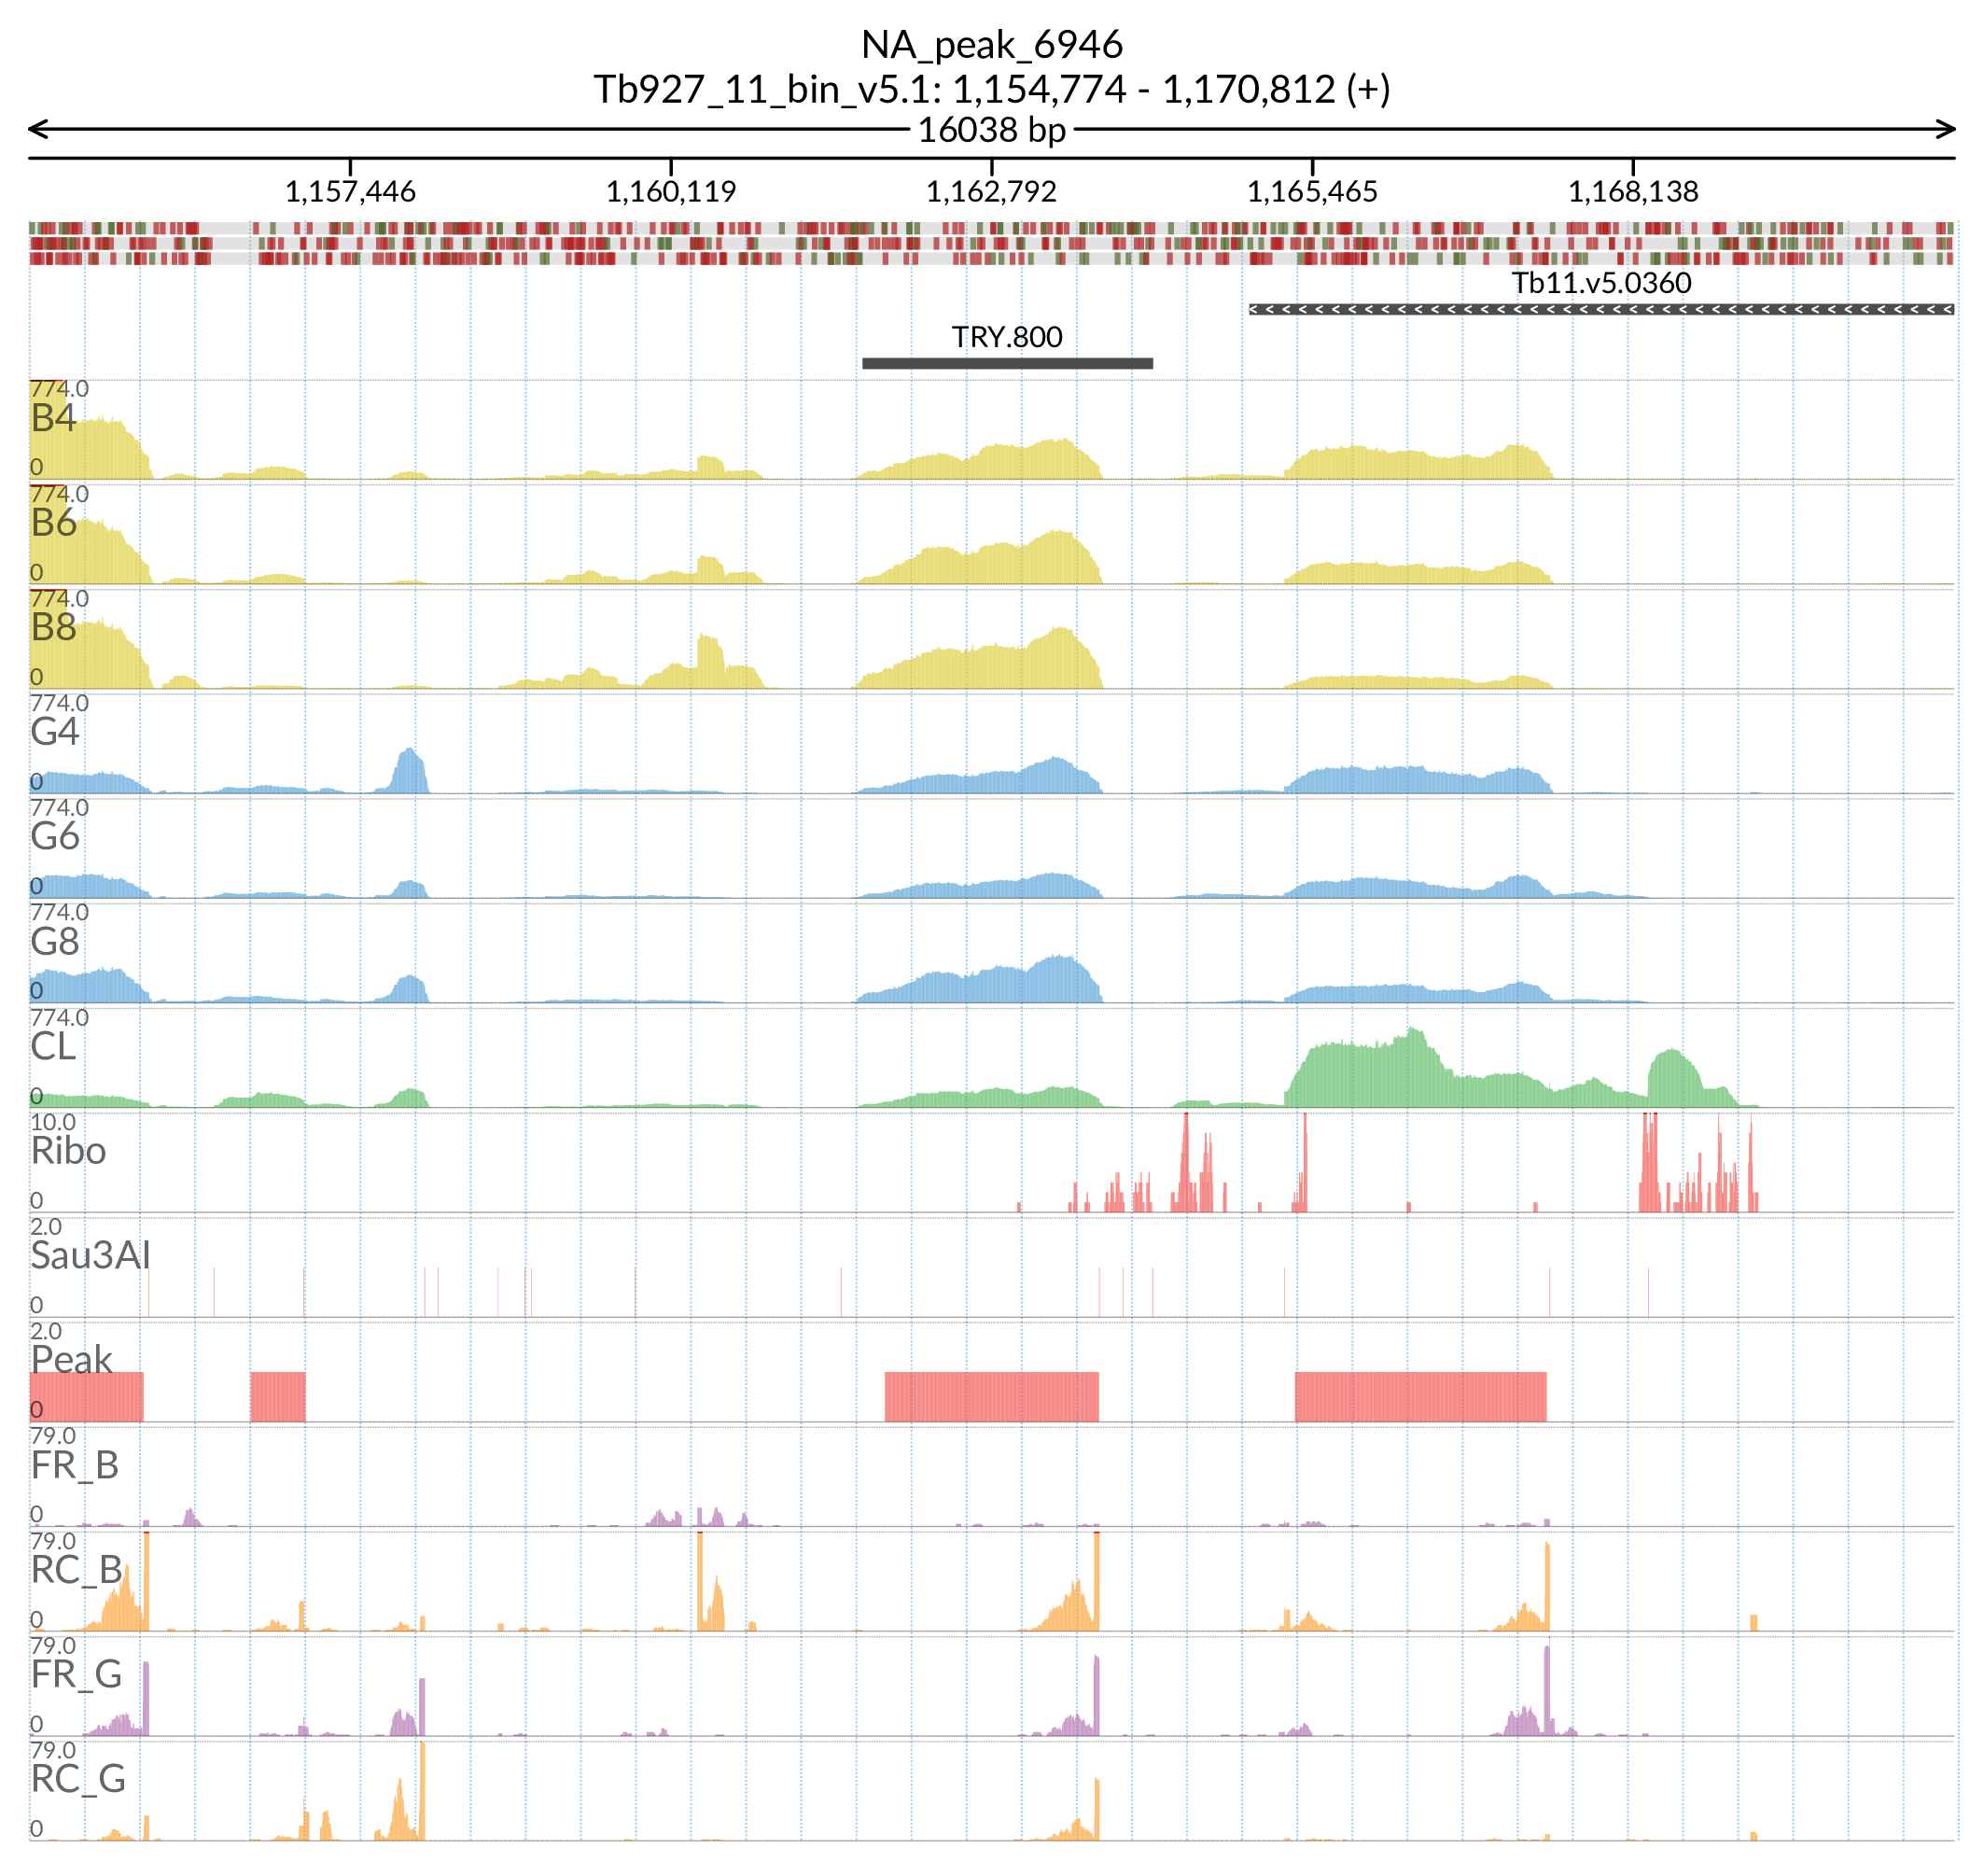 NA_peak_6946
Tb927_11_bin_v5.1: 1,154,774 - 1,170,812 (+)
16038 bp
1,157,446 1,160,119 1,162,792 1,165,465 1,168,138
Tb11.v5.0360
TRY.800
774.0
B4
0
774.0
B6
0
774.0
B8
0
774.0
G4
0
774.0
G6
0
774.0
G8
0
774.0
CL
0
10.0
Ribo
0
2.0
Sau3AI
0
2.0
Peak
0
79.0
FR_B
0
79.0
RC_B
0
79.0
FR_G
0
79.0
RC_G
0